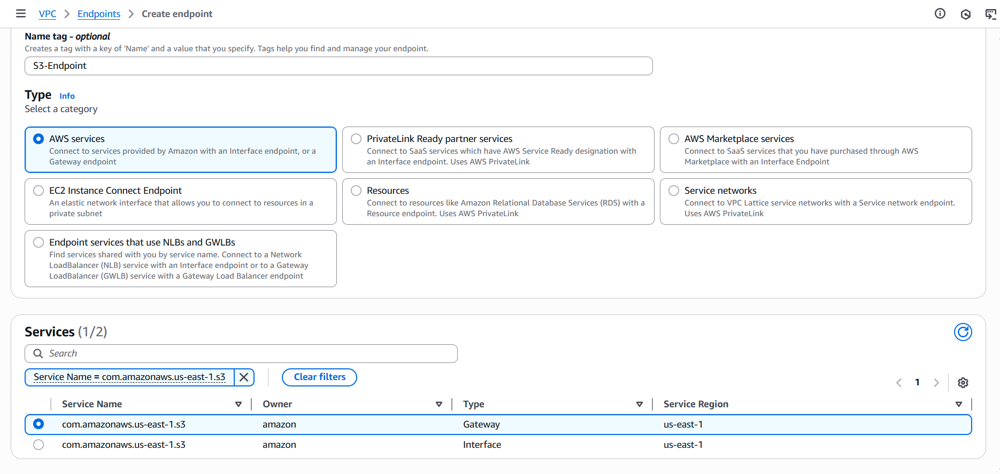 VPC > Endpoints > Create endpoint
Name tag - optional
Creates a tag with a key of 'Name' and a value that you specify. Tags help you find and manage your endpoint.
S3-Endpoint
Type Info
Select a category
AWS services
Connect to services provided by Amazon with an Interface endpoint, or a
Gateway endpoint
PrivateLink Ready partner services
Connect to SaaS services which have AWS Service Ready designation with
an Interface endpoint. Uses AWS PrivateLink
AWS Marketplace services
Connect to SaaS services that you have purchased through AWS
Marketplace with an Interface Endpoint
EC2 Instance Connect Endpoint
An elastic network interface that allows you to connect to resources in a
private subnet
Resources
Connect to resources like Amazon Relational Database Services (RDS) with a
Resource endpoint. Uses AWS PrivateLink
Service networks
Connect to VPC Lattice service networks with a Service network endpoint.
Uses AWS PrivateLink
Endpoint services that use NLBs and GWLBs
Find services shared with you by service name. Connect to a Network
LoadBalancer (NLB) service with an Interface endpoint or to a Gateway
LoadBalancer (GWLB) service with a Gateway Load Balancer endpoint
Services (1/2)
Search
Service Name = com.amazonaws.us-east-1.s3
Clear filters
1
Service Name Owner Type Service Region
com.amazonaws.us-east-1.s3 amazon Gateway us-east-1
com.amazonaws.us-east-1.s3 amazon Interface us-east-1